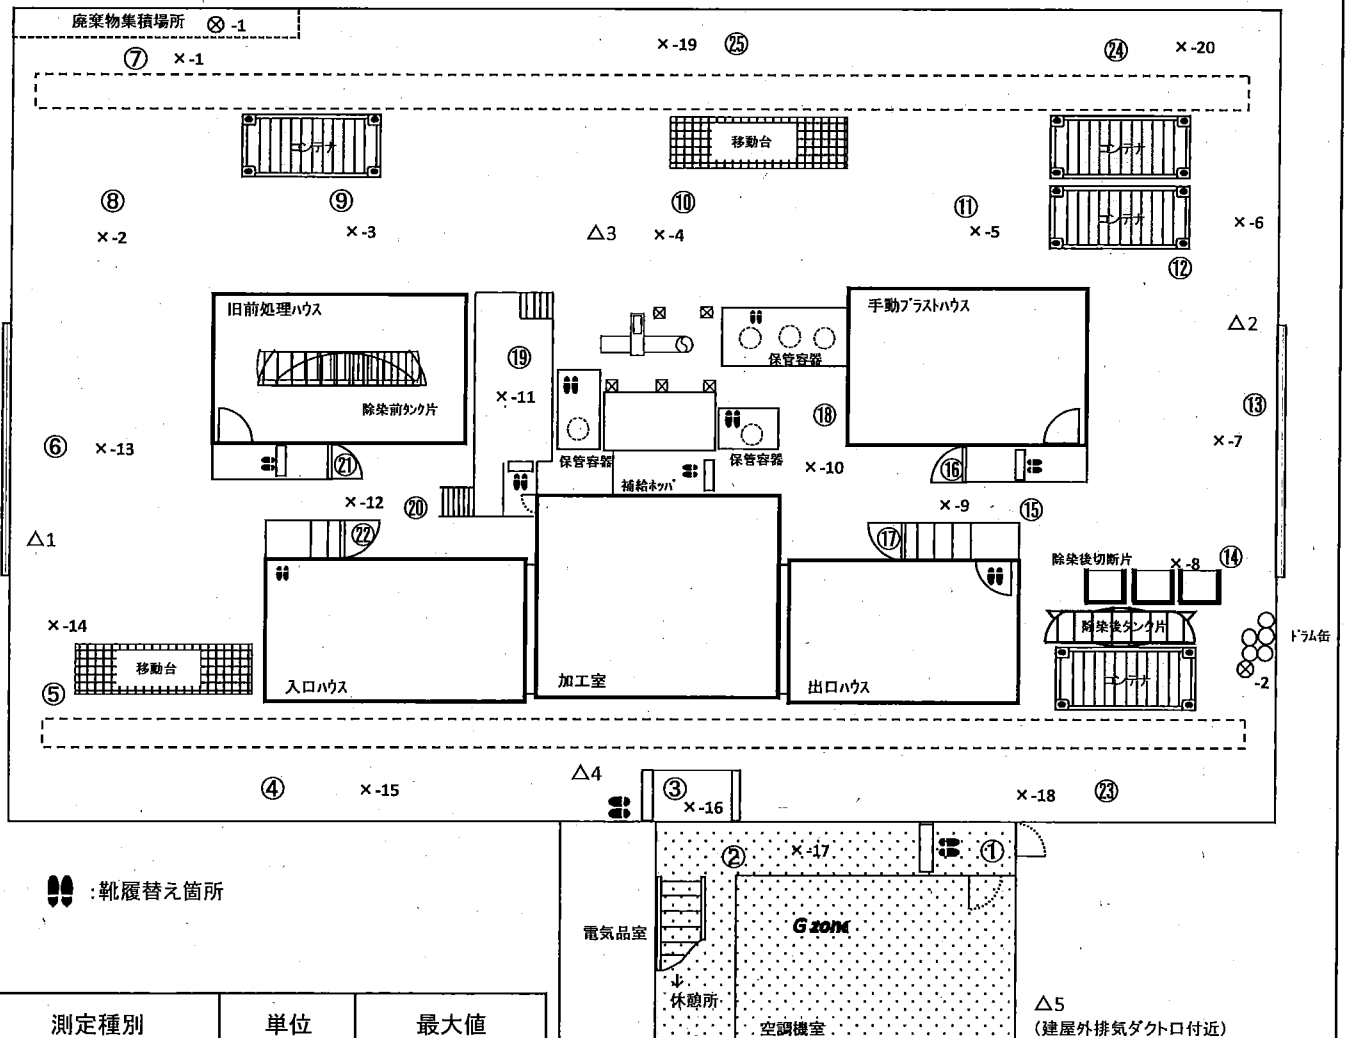 廃棄物集積場所 ⊗ -1
⑦ ×-1
×-19 ㉕
㉔ ×-20
コンテナ
移動台
コンテナ
コンテナ
⑧
×-2
⑨
×-3
⑩
△3 ×-4
⑪
×-5
×-6
⑫
旧前処理ハウス
除染前タンク片
⑲
×-11
保管容器
手動ブラストハウス
△2
⑬
×-7
⑱
⑥ ×-13
㉑
保管容器
保管容器
×-10
⑯
補給ホッパ
×-12 ⑳
×-9
⑮
△1
㉒
⑰
除染後切断片
×-8 ⑭
×-14
移動台
⑤
入口ハウス
加工室
出口ハウス
除染後タンク片
コンテナ
ドラム缶
⊗
-2
④ ×-15
△4
③
×-16
×-18 ㉓
② ×-17 ①
:靴履替え箇所
電気品室
G zone
↓
休憩所
空調機室
△5
(建屋外排気ダクト口付近)
測定種別 単位 最大値